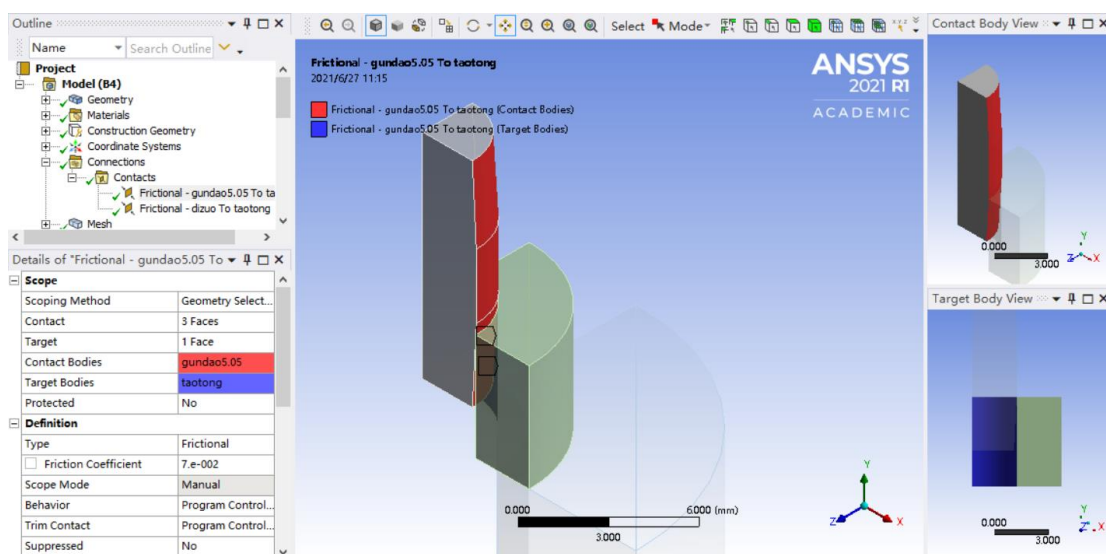 Outline
Name
Search Outline
Project
Model (B4)
Geometry
Materials
Construction Geometry
Coordinate Systems
Connections
Contacts
Frictional - gundao5.05 To ta
Frictional - dizuo To taotong
Mesh
Details of "Frictional - gundao5.05 To
Scope
Scoping Method Geometry Select...
Contact 3 Faces
Target 1 Face
Contact Bodies gundao5.05
Target Bodies taotong
Protected No
Definition
Type Frictional
Friction Coefficient 7.e-002
Scope Mode Manual
Behavior Program Control...
Trim Contact Program Control...
Suppressed No
Select Mode
Frictional - gundao5.05 To taotong
2021/6/27 11:15
Frictional - gundao5.05 To taotong (Contact Bodies)
Frictional - gundao5.05 To taotong (Target Bodies)
ANSYS
2021 R1
ACADEMIC
0.000 6.000 (mm)
3.000
Y
Z X
Contact Body View
0.000
3.000
Y
Z X
Target Body View
0.000
3.000
Y
Z X